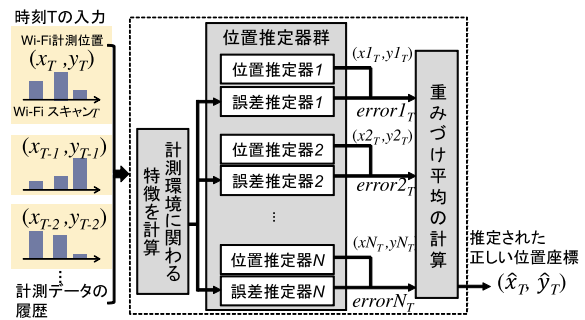 時刻Tの入力
Wi-Fi計測位置
(x_T, y_T)
Wi-Fi スキャンT
(x_{T-1}, y_{T-1})
(x_{T-2}, y_{T-2})
⋮
計測データの
履歴
計測環境に関わる
特徴を計算
位置推定器群
位置推定器1
誤差推定器1
位置推定器2
誤差推定器2
⋮
位置推定器N
誤差推定器N
(x1_T, y1_T)
error1_T
(x2_T, y2_T)
error2_T
(xN_T, yN_T)
errorN_T
重みづけ平均の計算
推定された
正しい位置座標
(x̂_T, ŷ_T)